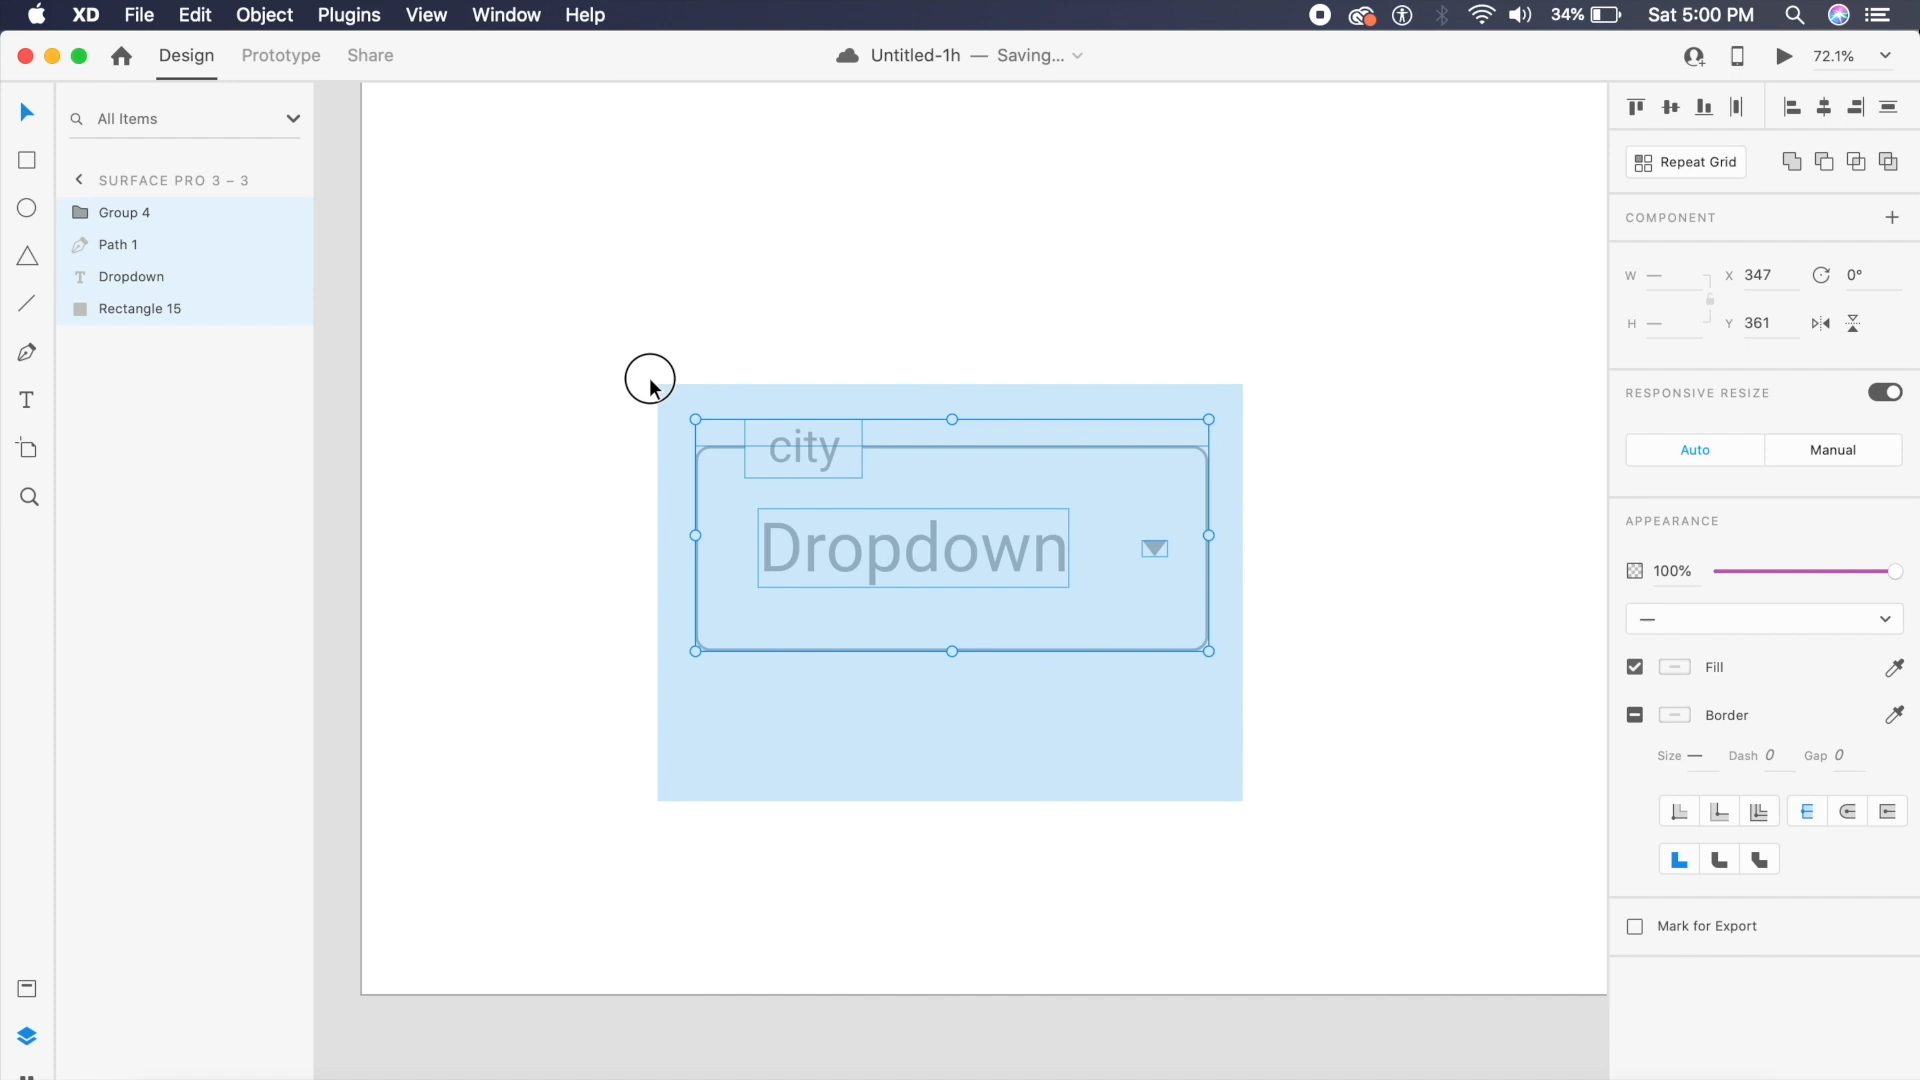 XD File Edit Object Plugins View Window Help 34% Sat 5:00 PM
Design Prototype Share Untitled-1h — Saving... 72.1%
All Items
SURFACE PRO 3 – 3
Group 4
Path 1
Dropdown
Rectangle 15
city
Dropdown
Repeat Grid
COMPONENT
W — X 347 0°
H — Y 361
RESPONSIVE RESIZE
Auto Manual
APPEARANCE
100%
—
Fill
Border
Size — Dash 0 Gap 0
Mark for Export